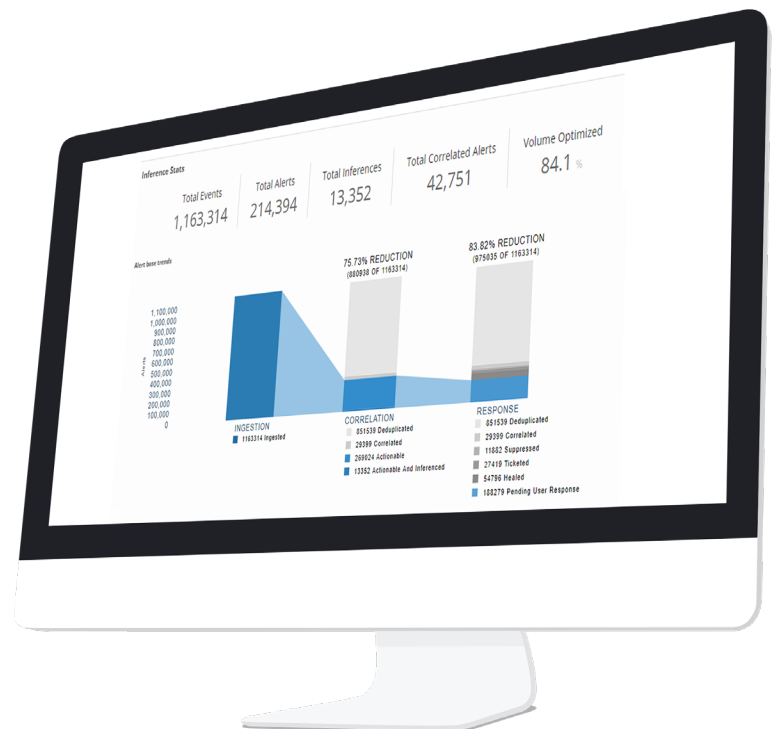 Inference Stats
Total Events
1,163,314
Total Alerts
214,394
Total Inferences
13,352
Total Correlated Alerts
42,751
Volume Optimized
84.1 %
Alert base trends
75.73% REDUCTION
(880938 OF 1163314)
83.82% REDUCTION
(975035 OF 1163314)
Alerts
1,100,000
1,000,000
900,000
800,000
700,000
600,000
500,000
400,000
300,000
200,000
100,000
0
INGESTION
1163314 Ingested
CORRELATION
851539 Deduplicated
29399 Correlated
269024 Actionable
13352 Actionable And Inferenced
RESPONSE
851539 Deduplicated
29399 Correlated
11882 Suppressed
27419 Ticketed
54796 Healed
188279 Pending User Response